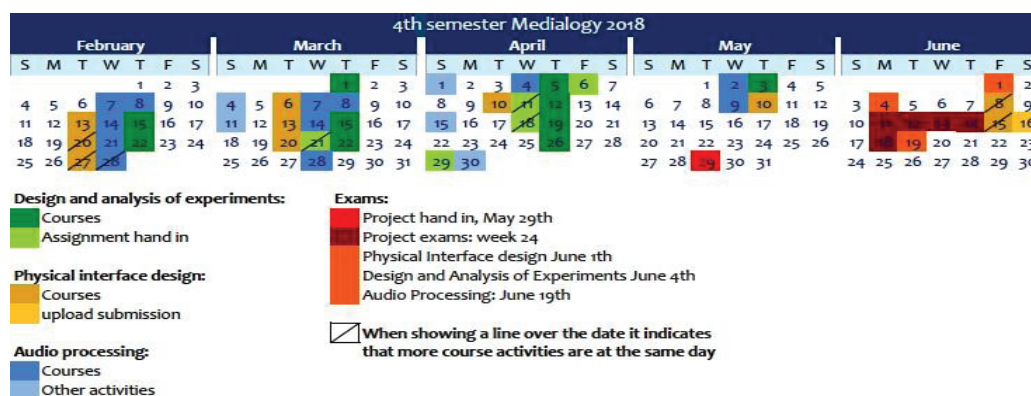 4th semester Medialogy 2018
February March April May June
S M T W T F S S M T W T F S S M T W T F S S M T W T F S S M T W T F S
1 2 3 1 2 3 1 2 3 4 5 6 7 1 2 3 4 5 1 2
4 5 6 7 8 9 10 4 5 6 7 8 9 10 8 9 10 11 12 13 14 6 7 8 9 10 11 12 3 4 5 6 7 8 9
11 12 13 14 15 16 17 11 12 13 14 15 16 17 15 16 17 18 19 20 21 13 14 15 16 17 18 19 10 11 12 13 14 15 16
18 19 20 21 22 23 24 18 19 20 21 22 23 24 22 23 24 25 26 27 28 20 21 22 23 24 25 26 17 18 19 20 21 22 23
25 26 27 28 25 26 27 28 29 30 31 29 30 27 28 29 30 31 24 25 26 27 28 29 30
Design and analysis of experiments:
Courses
Assignment hand in
Physical interface design:
Courses
upload submission
Audio processing:
Courses
Other activities
Exams:
Project hand in, May 29th
Project exams: week 24
Physical Interface design June 1th
Design and Analysis of Experiments June 4th
Audio Processing: June 19th
When showing a line over the date it indicates
that more course activities are at the same day